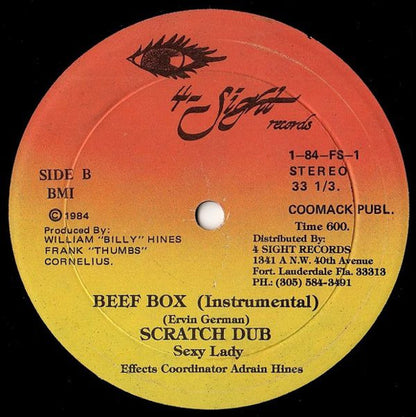 4-Sight
records
1-84-FS-1
STEREO
33 1/3.
SIDE B
BMI
© 1984
COOMACK PUBL.
Time 600.
Produced By:
WILLIAM "BILLY" HINES
FRANK "THUMBS"
CORNELIUS.
Distributed By:
4 SIGHT RECORDS
1341 A N.W. 40th Avenue
Fort. Lauderdale Fla. 33313
PH.: (305) 584-3491
BEEF BOX (Instrumental)
(Ervin German)
SCRATCH DUB
Sexy Lady
Effects Coordinator Adrain Hines